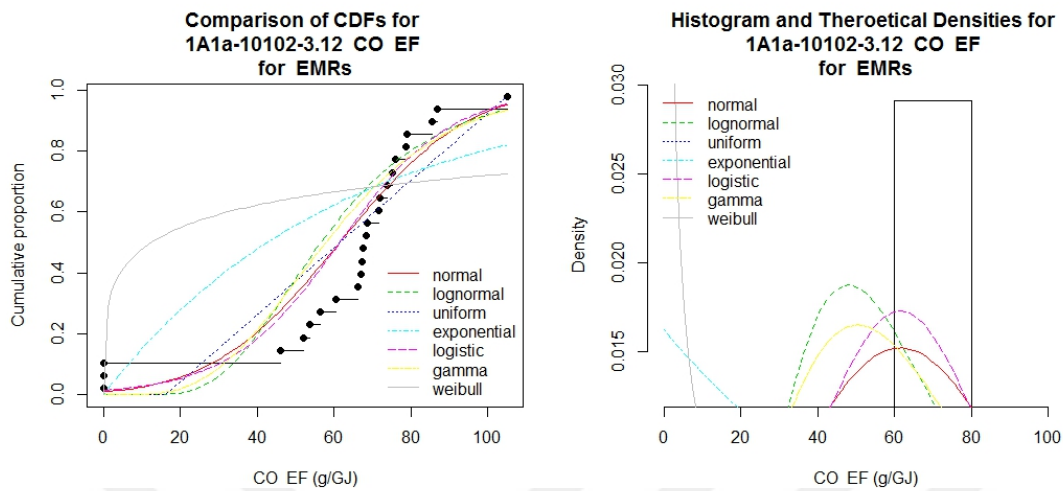 Comparison of CDFs for
1A1a-10102-3.12 CO EF
for EMRs
Cumulative proportion
1.0
0.8
0.6
0.4
0.2
0.0
normal
lognormal
uniform
exponential
logistic
gamma
weibull
0 20 40 60 80 100
CO EF (g/GJ)
Histogram and Theroetical Densities for
1A1a-10102-3.12 CO EF
for EMRs
Density
0.030
0.025
0.020
0.015
normal
lognormal
uniform
exponential
logistic
gamma
weibull
0 20 40 60 80 100
CO EF (g/GJ)